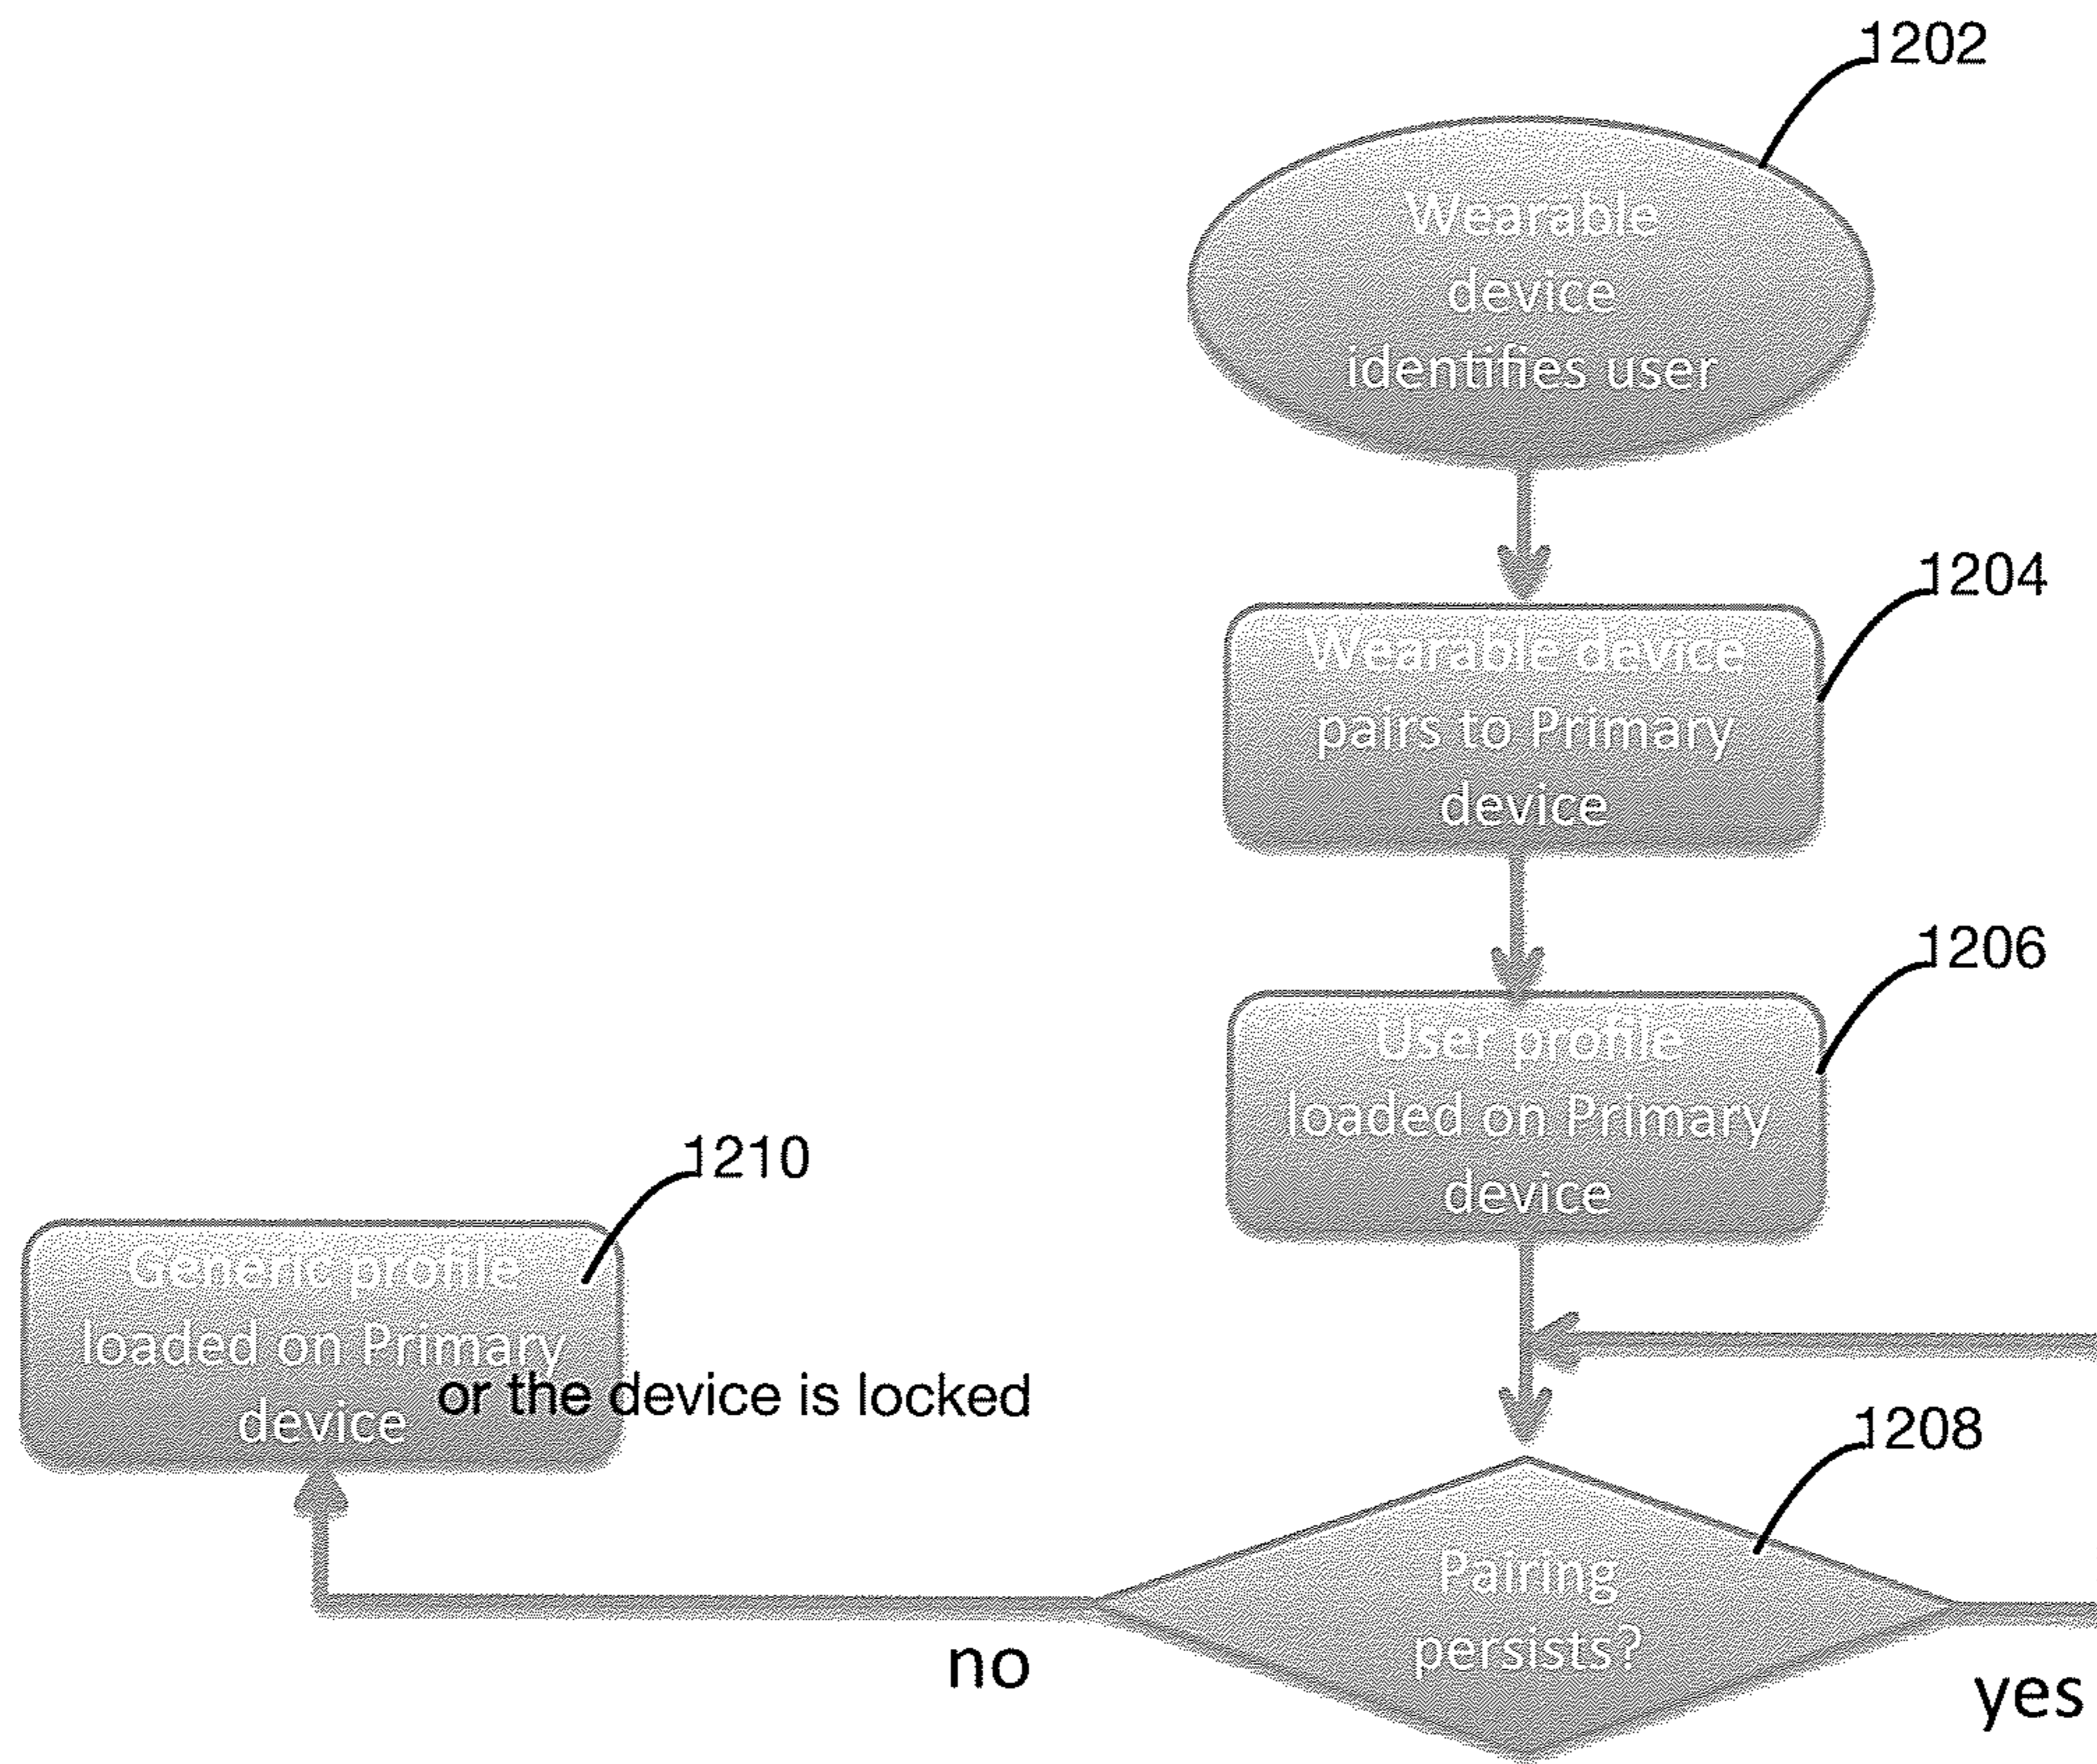 1202
Wearable
device
identifies user
1204
Wearable device
pairs to Primary
device
1206
User profile
loaded on Primary
device
1210
Generic profile
loaded on Primary
device
or the device is locked
1208
Pairing
persists?
no
yes